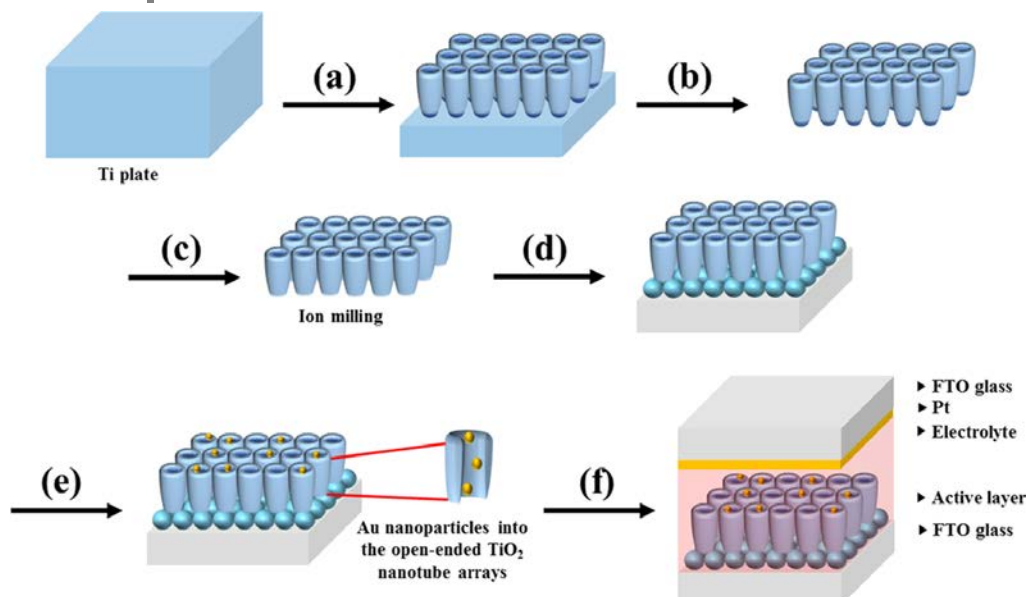 (a)
(b)
Ti plate
(c)
(d)
Ion milling
(e)
(f)
Au nanoparticles into
the open-ended TiO₂
nanotube arrays
▶ FTO glass
▶ Pt
▶ Electrolyte
▶ Active layer
▶ FTO glass